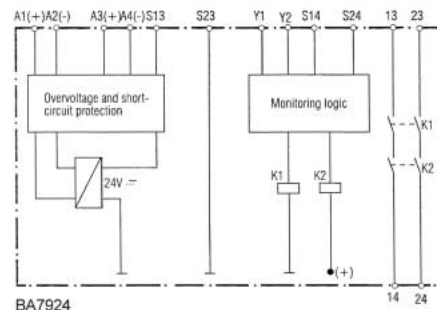 A1(+) A2(-) A3(+) A4(-) S13 S23 Y1 Y2 S14 S24 13 23
Overvoltage and short-
circuit protection
Monitoring logic
K1
24V
K1 K2
K2
(+)
14 24
BA7924